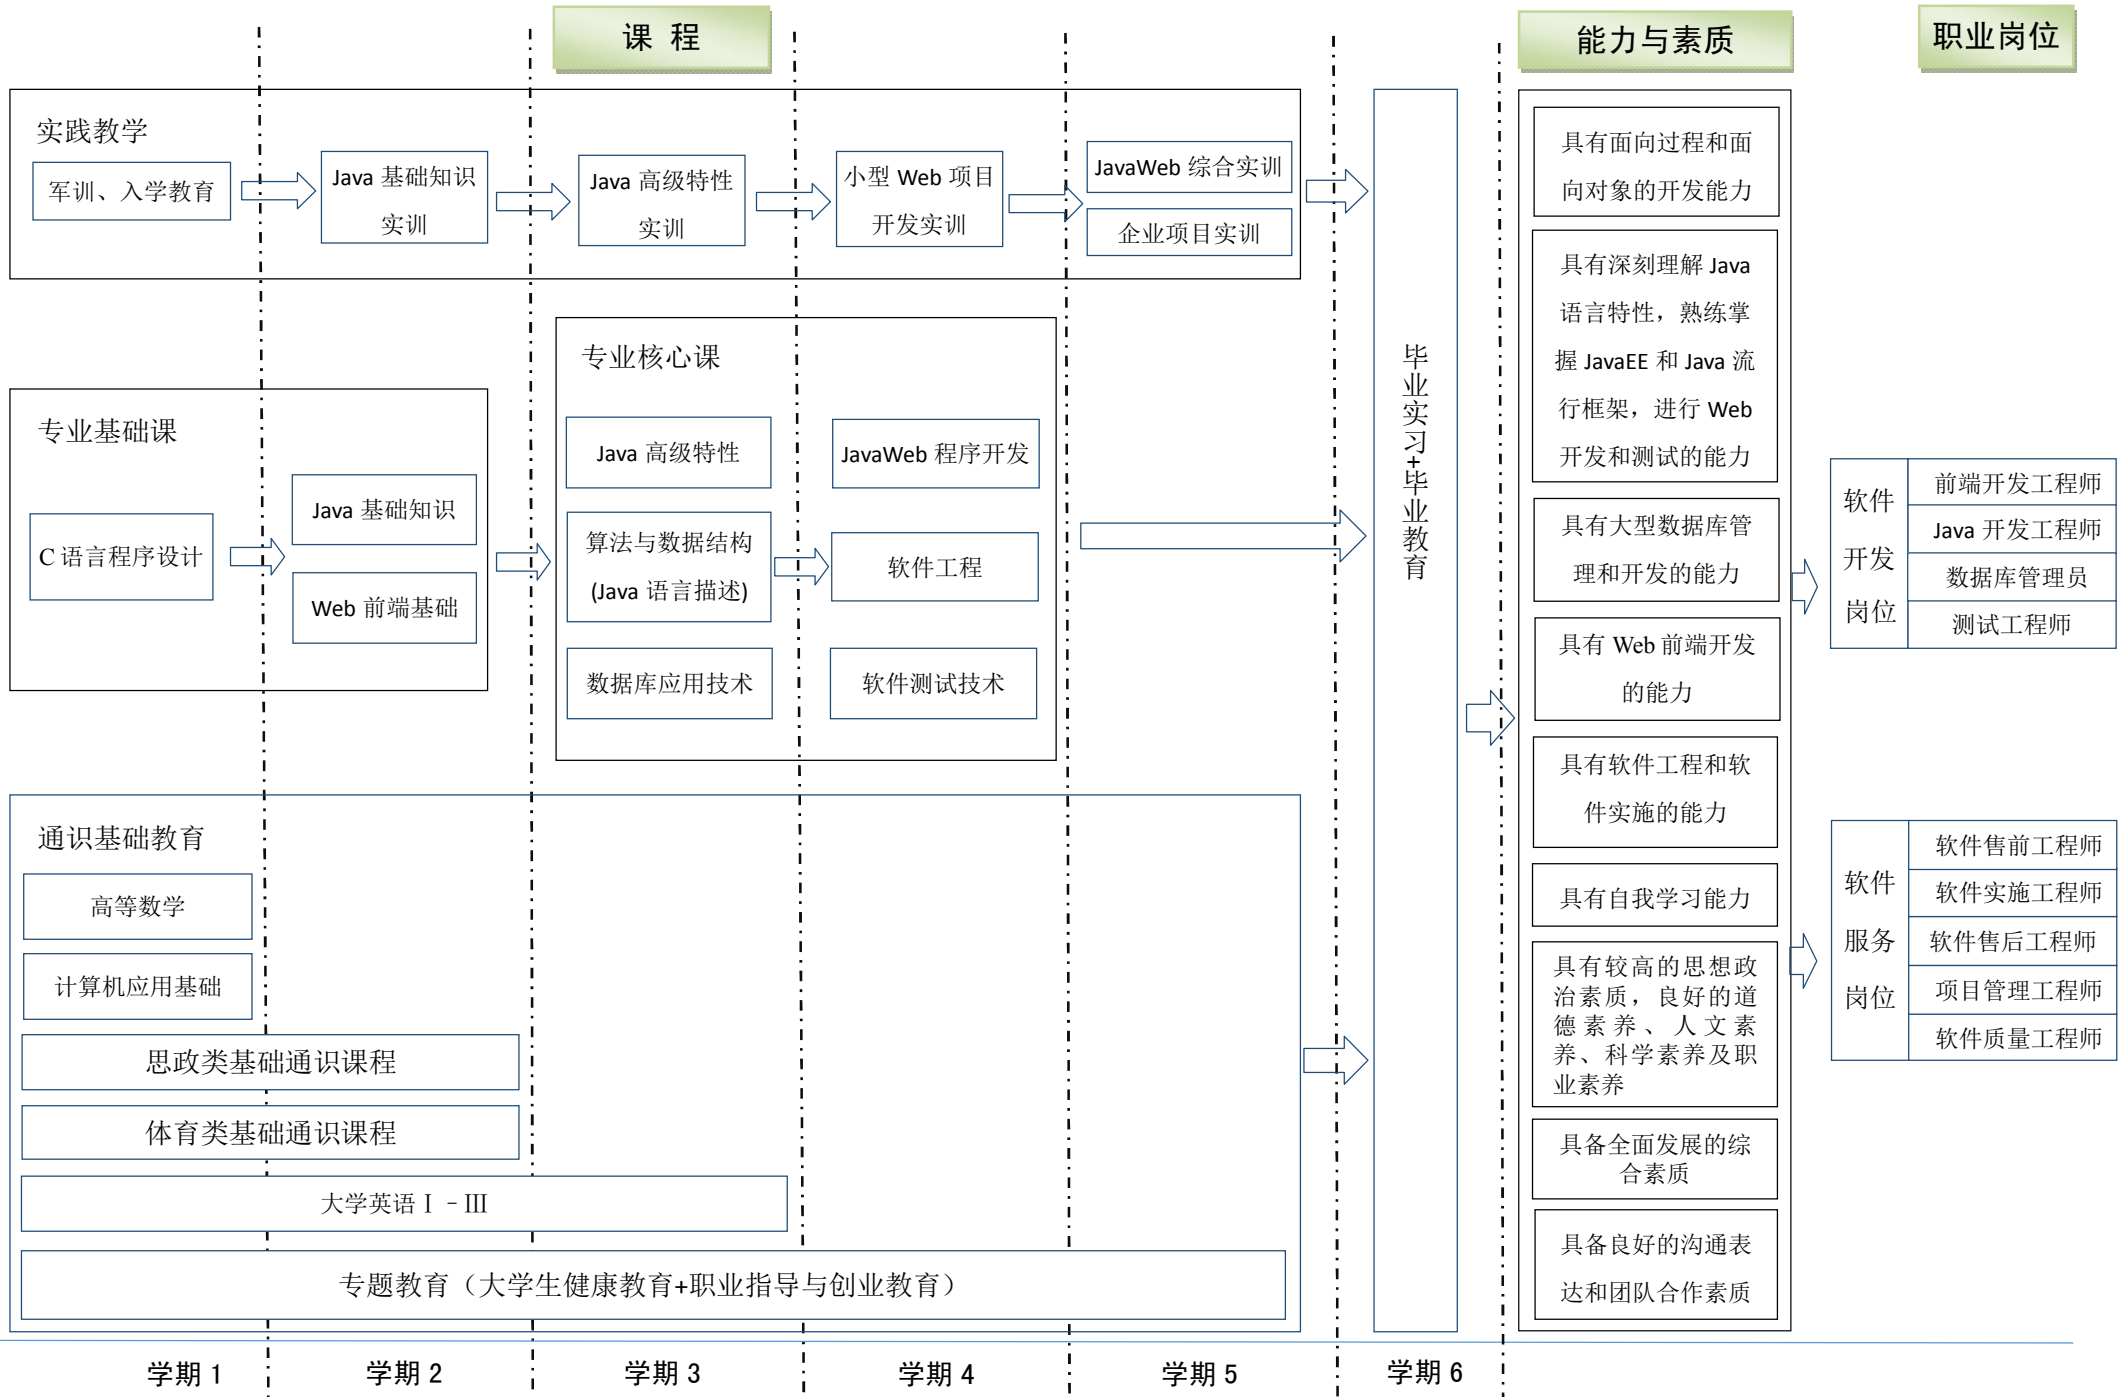 课 程
能力与素质
职业岗位
实践教学
军训、入学教育
Java 基础知识
实训
Java 高级特性
实训
小型 Web 项目
开发实训
JavaWeb 综合实训
企业项目实训
专业基础课
C 语言程序设计
Java 基础知识
Web 前端基础
专业核心课
Java 高级特性
算法与数据结构
(Java 语言描述)
数据库应用技术
JavaWeb 程序开发
软件工程
软件测试技术
通识基础教育
高等数学
计算机应用基础
思政类基础通识课程
体育类基础通识课程
大学英语Ⅰ－Ⅲ
专题教育（大学生健康教育+职业指导与创业教育）
毕业实习+毕业教育
具有面向过程和面
向对象的开发能力
具有深刻理解 Java
语言特性，熟练掌
握 JavaEE 和 Java 流
行框架，进行 Web
开发和测试的能力
具有大型数据库管
理和开发的能力
具有 Web 前端开发
的能力
具有软件工程和软
件实施的能力
具有自我学习能力
具有较高的思想政
治素质，良好的道
德素养、人文素
养、科学素养及职
业素养
具备全面发展的综
合素质
具备良好的沟通表
达和团队合作素质
软件
开发
岗位
前端开发工程师
Java 开发工程师
数据库管理员
测试工程师
软件
服务
岗位
软件售前工程师
软件实施工程师
软件售后工程师
项目管理工程师
软件质量工程师
学期 1
学期 2
学期 3
学期 4
学期 5
学期 6